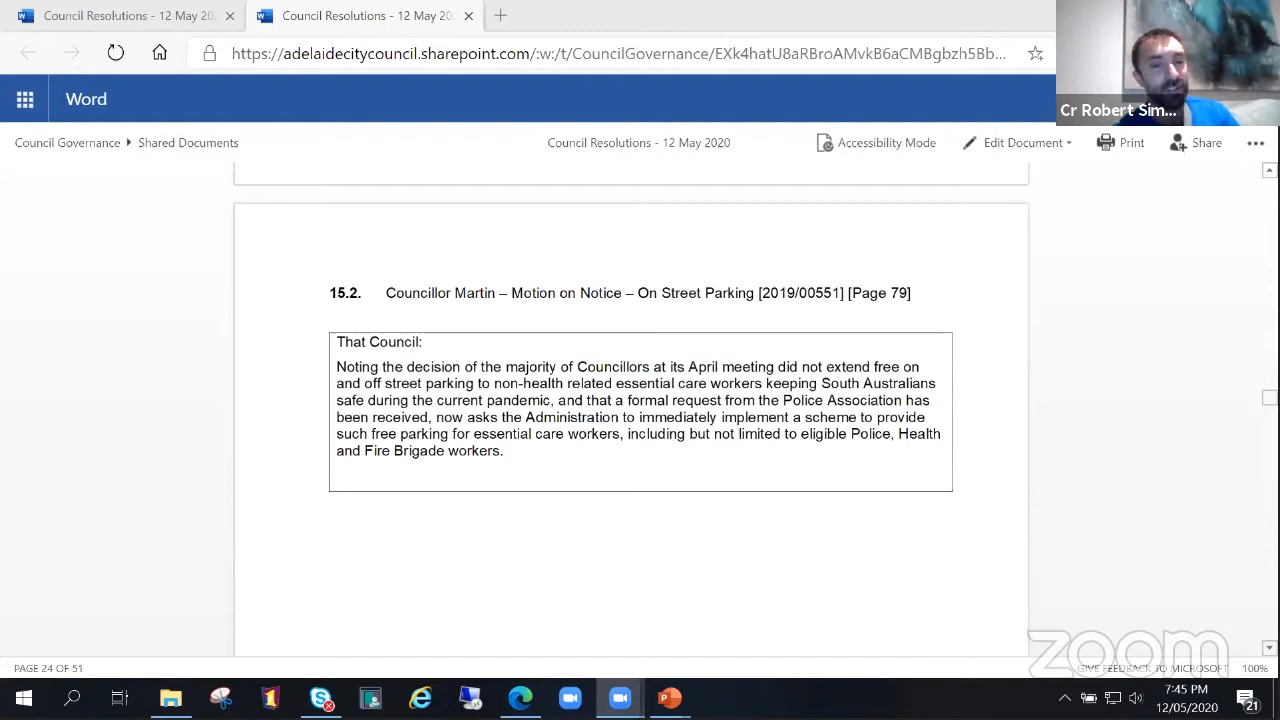 Council Resolutions - 12 May 202
Council Resolutions - 12 May 202
https://adelaidecitycouncil.sharepoint.com/:w:/t/CouncilGovernance/EXk4hatU8aRBroAMvkB6aCMBgbzh5Bb...
Word
Cr Robert Sim...
Council Governance
Shared Documents
Council Resolutions - 12 May 2020
Accessibility Mode
Edit Document
Print
Share
15.2. Councillor Martin – Motion on Notice – On Street Parking [2019/00551] [Page 79]
That Council:
Noting the decision of the majority of Councillors at its April meeting did not extend free on
and off street parking to non-health related essential care workers keeping South Australians
safe during the current pandemic, and that a formal request from the Police Association has
been received, now asks the Administration to immediately implement a scheme to provide
such free parking for essential care workers, including but not limited to eligible Police, Health
and Fire Brigade workers.
zoom
PAGE 24 OF 51
GIVE FEEDBACK TO MICROSOFT
100%
7:45 PM
12/05/2020
21